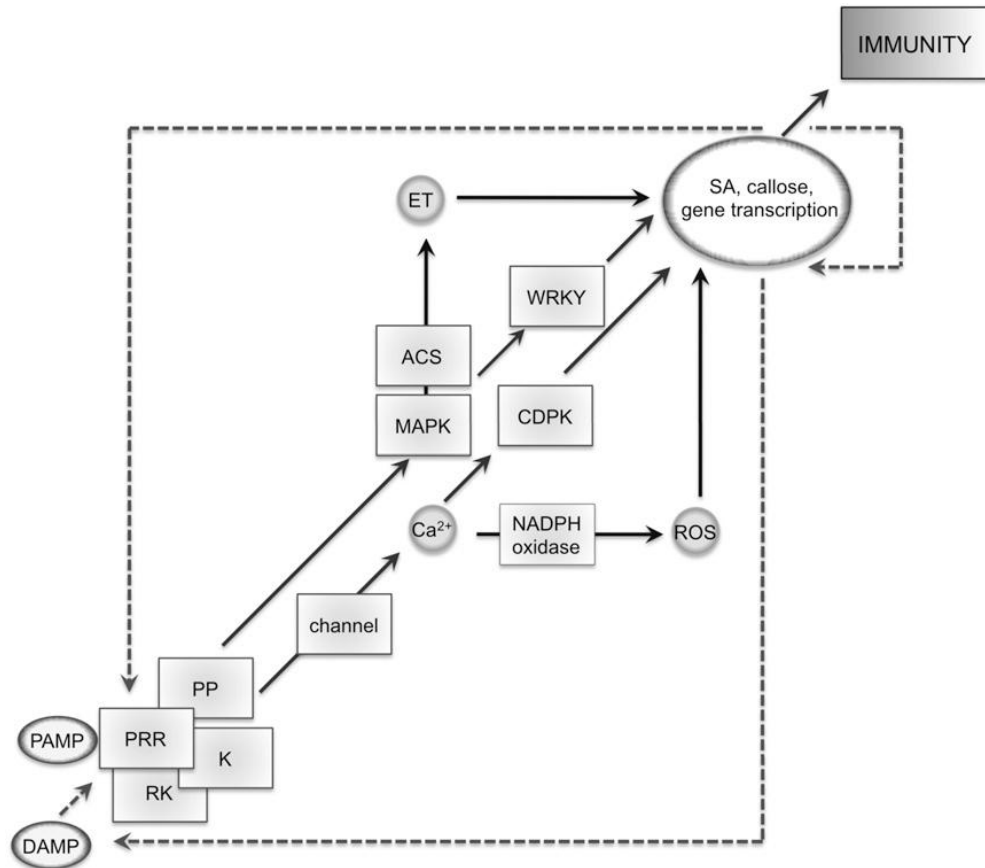 IMMUNITY
SA, callose,
gene transcription
ET
WRKY
ACS
MAPK
CDPK
Ca²⁺
NADPH
oxidase
ROS
channel
PP
PAMP
PRR
K
RK
DAMP